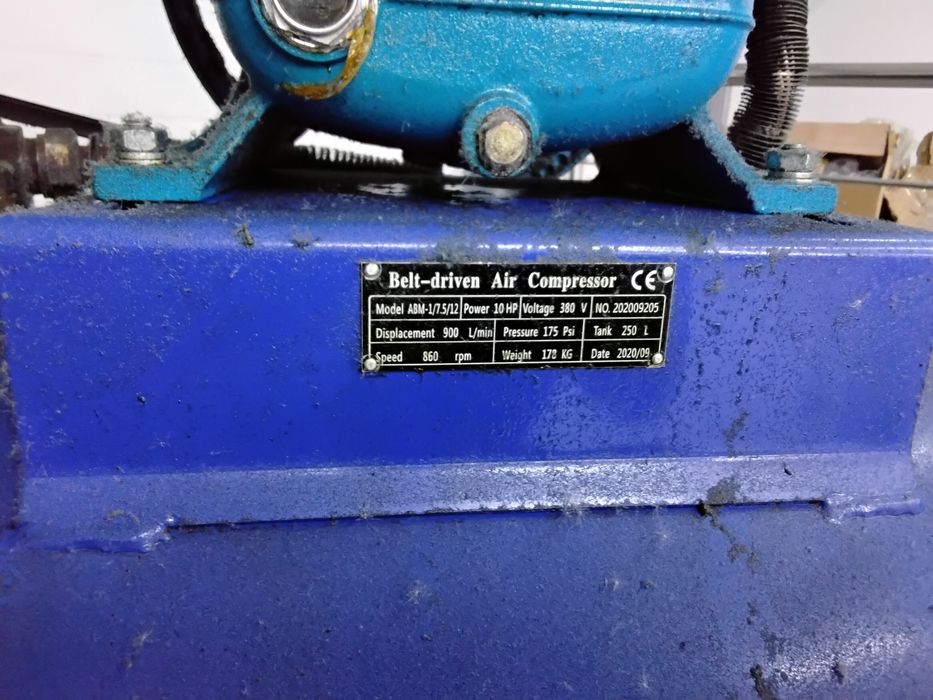 Belt-driven Air Compressor CE
Model ABM-1/7.5/12 Power 10 HP Voltage 380 V NO. 202009205
Displacement 900 L/min Pressure 175 Psi Tank 250 L
Speed 860 rpm Weight 178 KG Date 2020/09